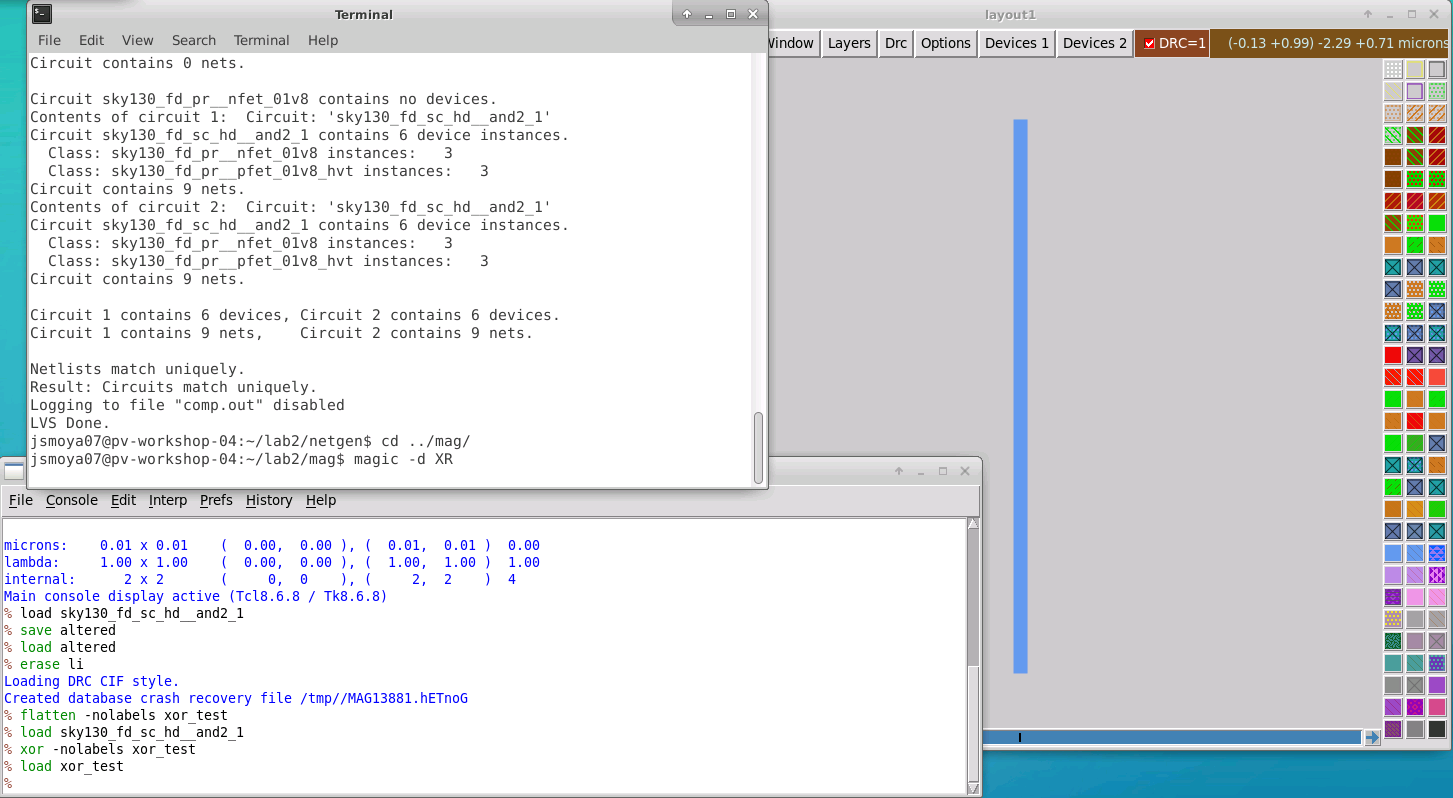 Terminal
File Edit View Search Terminal Help
Circuit contains 0 nets.
Circuit sky130_fd_pr__nfet_01v8 contains no devices.
Contents of circuit 1:  Circuit: 'sky130_fd_sc_hd__and2_1'
Circuit sky130_fd_sc_hd__and2_1 contains 6 device instances.
  Class: sky130_fd_pr__nfet_01v8 instances:   3
  Class: sky130_fd_pr__pfet_01v8_hvt instances:   3
Circuit contains 9 nets.
Contents of circuit 2:  Circuit: 'sky130_fd_sc_hd__and2_1'
Circuit sky130_fd_sc_hd__and2_1 contains 6 device instances.
  Class: sky130_fd_pr__nfet_01v8 instances:   3
  Class: sky130_fd_pr__pfet_01v8_hvt instances:   3
Circuit contains 9 nets.
Circuit 1 contains 6 devices, Circuit 2 contains 6 devices.
Circuit 1 contains 9 nets,    Circuit 2 contains 9 nets.
Netlists match uniquely.
Result: Circuits match uniquely.
Logging to file "comp.out" disabled
LVS Done.
jsmoya07@pv-workshop-04:~/lab2/netgen$ cd ../mag/
jsmoya07@pv-workshop-04:~/lab2/mag$ magic -d XR
layout1
Window Layers Drc Options Devices 1 Devices 2 DRC=1 (-0.13 +0.99) -2.29 +0.71 microns
File Console Edit Interp Prefs History Help
microns:    0.01 x 0.01    (  0.00,  0.00 ), (  0.01,  0.01 )  0.00
lambda:     1.00 x 1.00    (  0.00,  0.00 ), (  1.00,  1.00 )  1.00
internal:      2 x 2       (     0,  0   ), (     2,  2    )  4
Main console display active (Tcl8.6.8 / Tk8.6.8)
% load sky130_fd_sc_hd__and2_1
% save altered
% load altered
% erase li
Loading DRC CIF style.
Created database crash recovery file /tmp//MAG13881.hETnoG
% flatten -nolabels xor_test
% load sky130_fd_sc_hd__and2_1
% xor -nolabels xor_test
% load xor_test
%